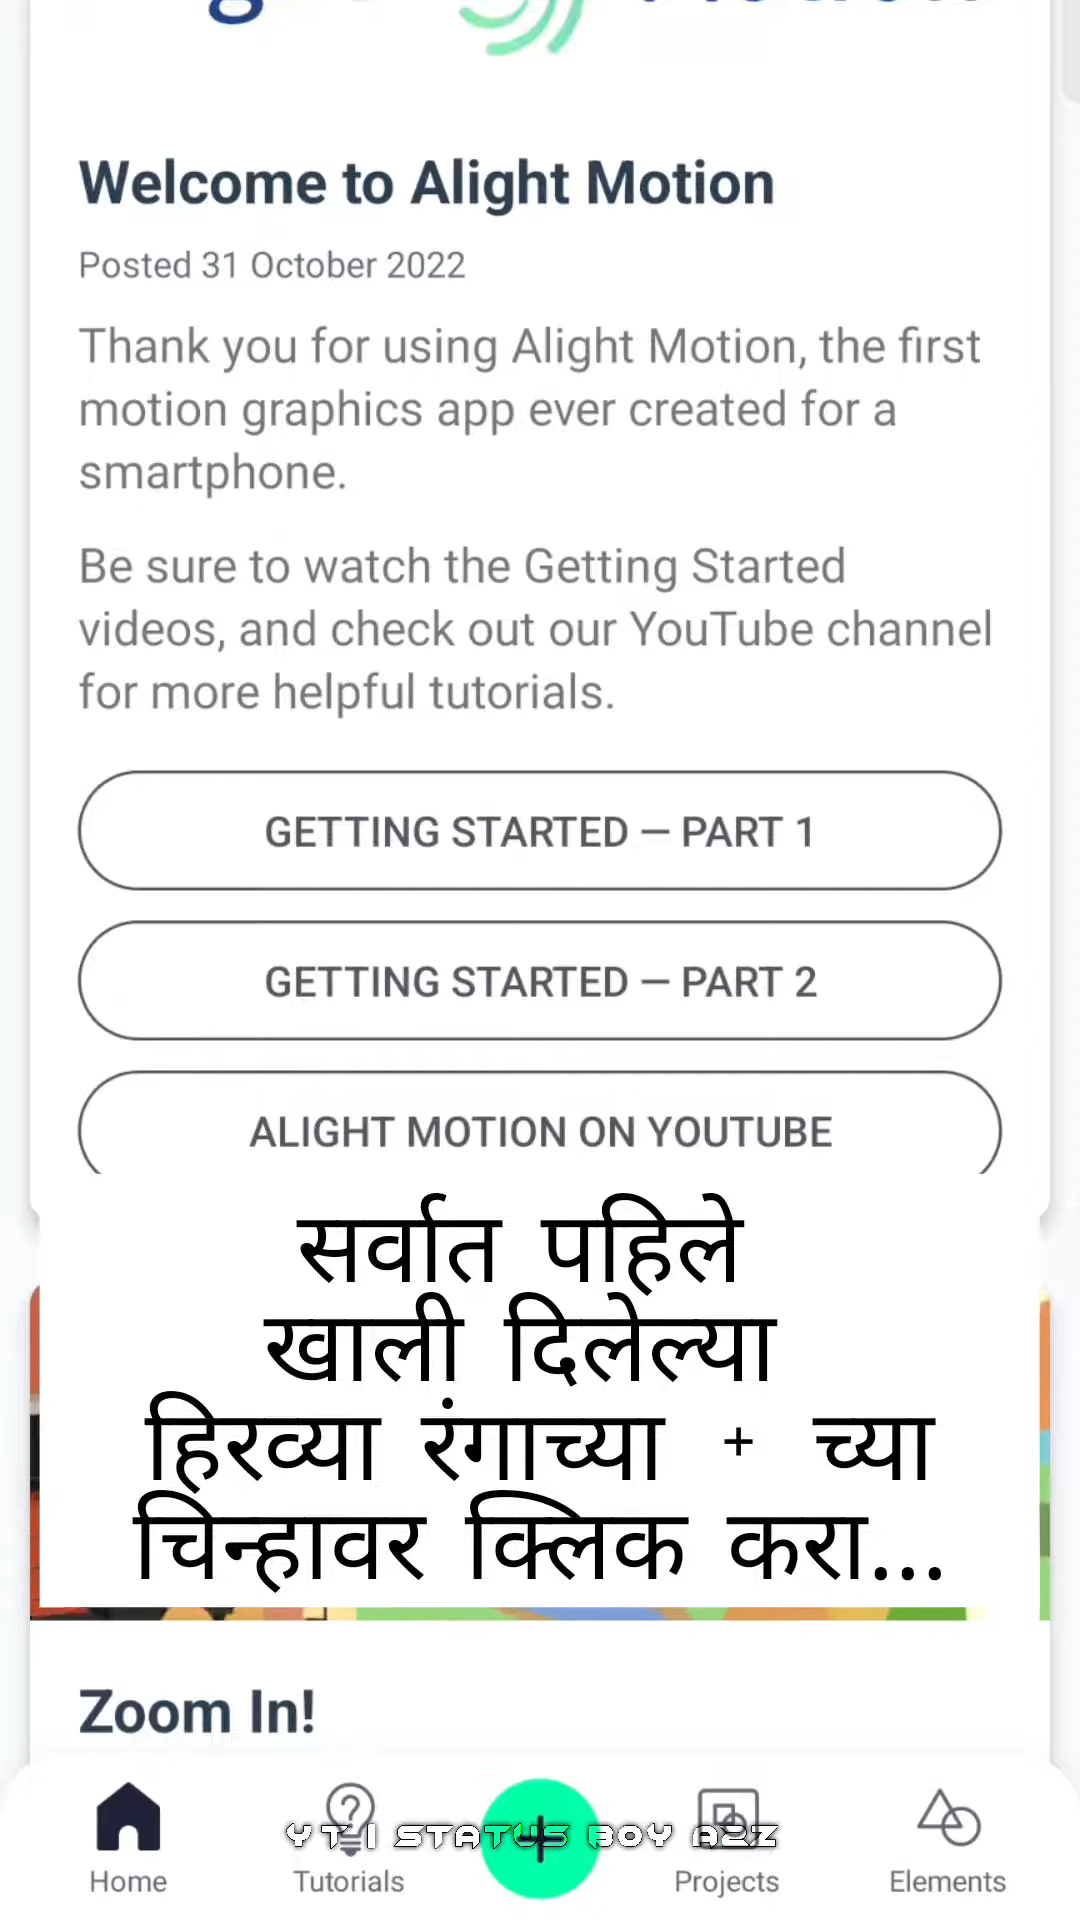 Welcome to Alight Motion
Posted 31 October 2022
Thank you for using Alight Motion, the first
motion graphics app ever created for a
smartphone.
Be sure to watch the Getting Started
videos, and check out our YouTube channel
for more helpful tutorials.
GETTING STARTED — PART 1
GETTING STARTED — PART 2
ALIGHT MOTION ON YOUTUBE
सर्वात पहिले
खाली दिलेल्या
हिरव्या रंगाच्या + च्या
चिन्हावर क्लिक करा...
Zoom In!
YT | STATUS BOY A2Z
Home Tutorials Projects Elements